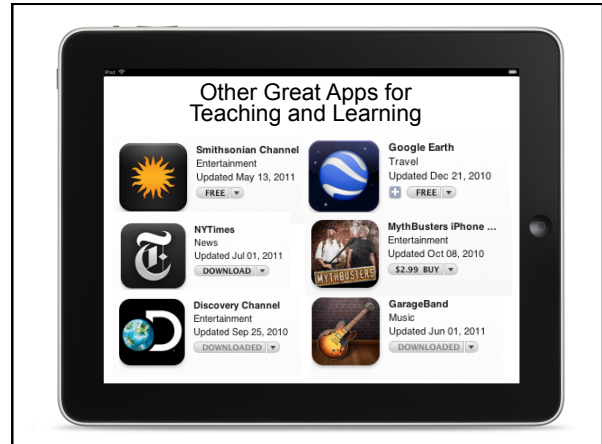 iPad
Other Great Apps for
Teaching and Learning
Smithsonian Channel
Entertainment
Updated May 13, 2011
FREE
Google Earth
Travel
Updated Dec 21, 2010
FREE
NYTimes
News
Updated Jul 01, 2011
DOWNLOAD
MYTHBUSTERS
MythBusters iPhone ...
Entertainment
Updated Oct 08, 2010
$2.99 BUY
Discovery Channel
Entertainment
Updated Sep 25, 2010
DOWNLOADED
GarageBand
Music
Updated Jun 01, 2011
DOWNLOADED